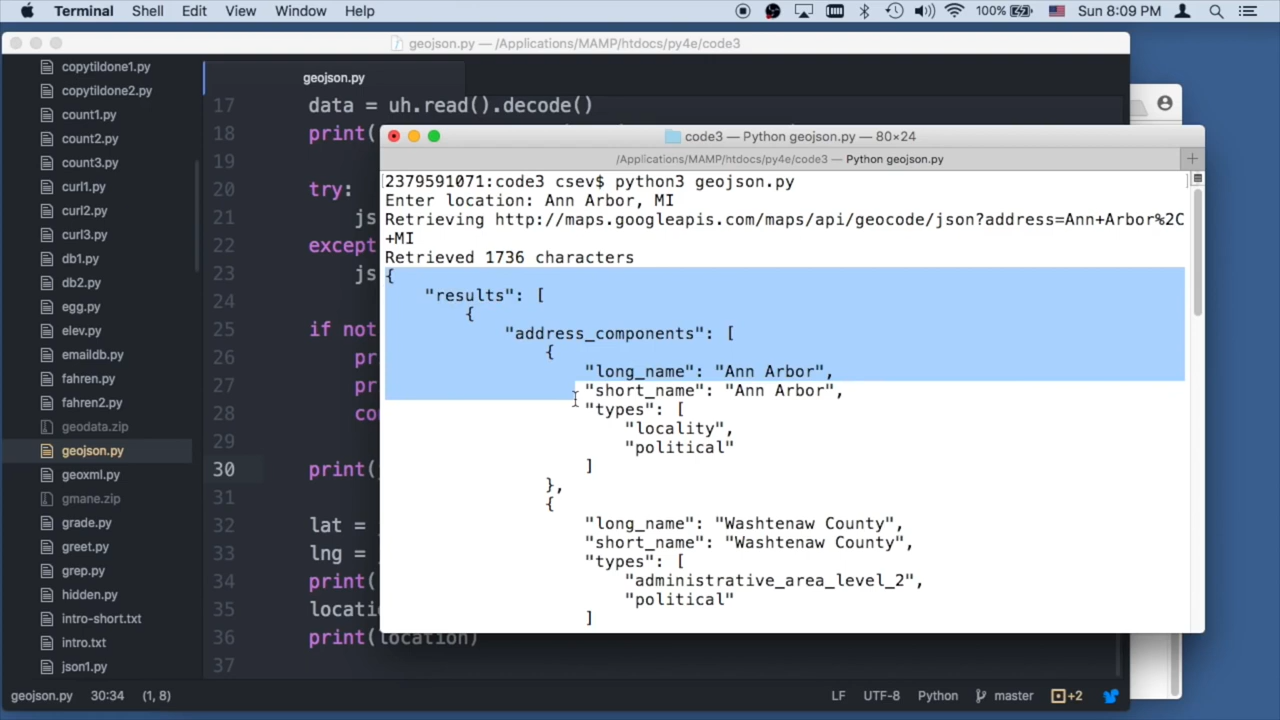 Terminal Shell Edit View Window Help 100% Sun 8:09 PM
geojson.py — /Applications/MAMP/htdocs/py4e/code3
copytildone1.py
copytildone2.py
count1.py
count2.py
count3.py
curl1.py
curl2.py
curl3.py
db1.py
db2.py
egg.py
elev.py
emaildb.py
fahren.py
fahren2.py
geodata.zip
geojson.py
geoxml.py
gmane.zip
grade.py
greet.py
grep.py
hidden.py
intro-short.txt
intro.txt
json1.py
geojson.py
17 data = uh.read().decode()
18 print(
19
20 try:
21 js
22 except
23 js
24
25 if not
26 pr
27 pr
28 co
29
30 print(
31
32 lat =
33 lng =
34 print(
35 locati
36 print(location)
37
code3 — Python geojson.py — 80×24
/Applications/MAMP/htdocs/py4e/code3 — Python geojson.py
[2379591071:code3 csev$ python3 geojson.py ]
Enter location: Ann Arbor, MI
Retrieving http://maps.googleapis.com/maps/api/geocode/json?address=Ann+Arbor%2C
+MI
Retrieved 1736 characters
{
"results": [
{
"address_components": [
{
"long_name": "Ann Arbor",
"short_name": "Ann Arbor",
"types": [
"locality",
"political"
]
},
{
"long_name": "Washtenaw County",
"short_name": "Washtenaw County",
"types": [
"administrative_area_level_2",
"political"
]
geojson.py 30:34 (1, 8) LF UTF-8 Python master +2